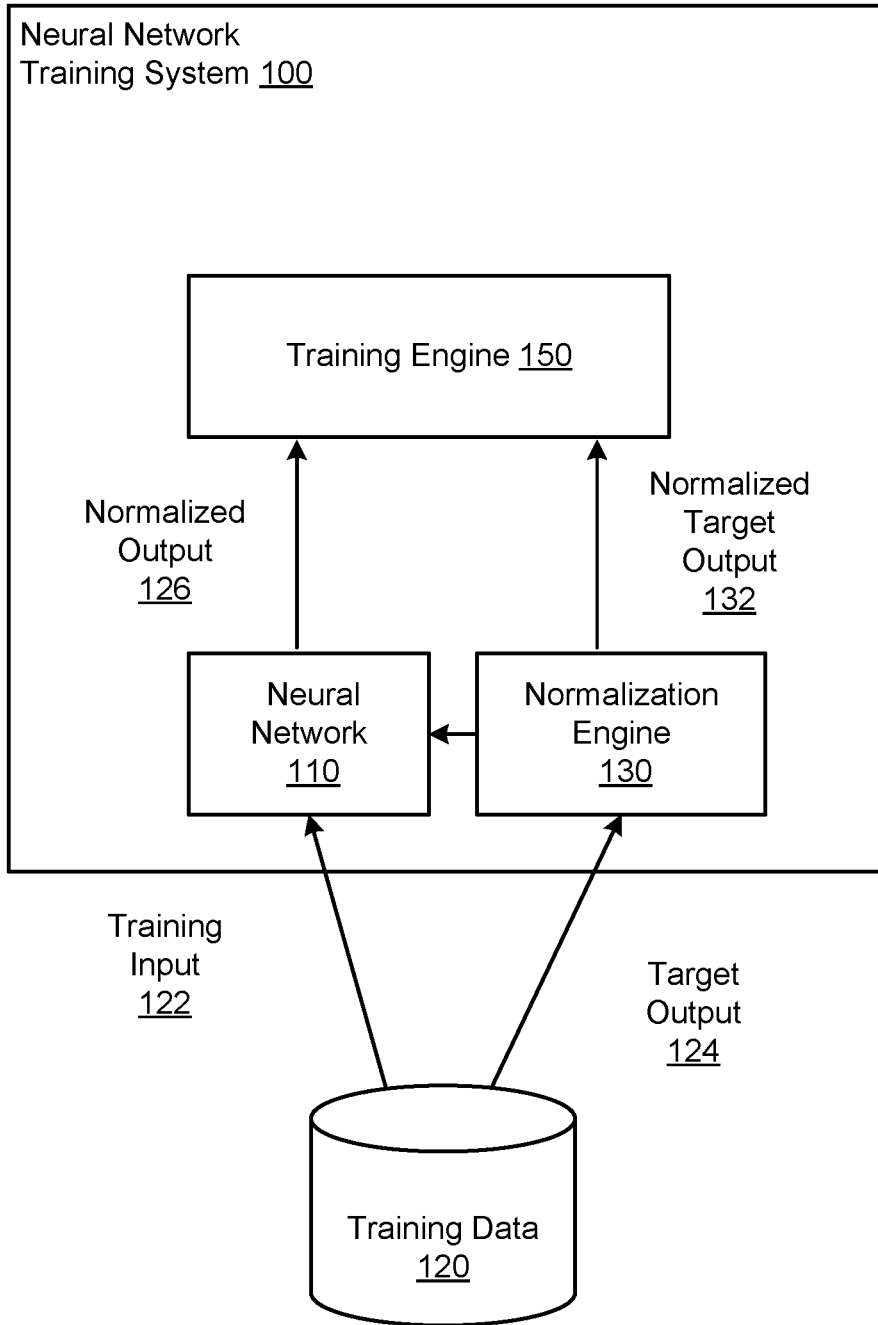 Neural Network
Training System 100
Training Engine 150
Normalized
Output
126
Normalized
Target
Output
132
Neural
Network
110
Normalization
Engine
130
Training
Input
122
Target
Output
124
Training Data
120